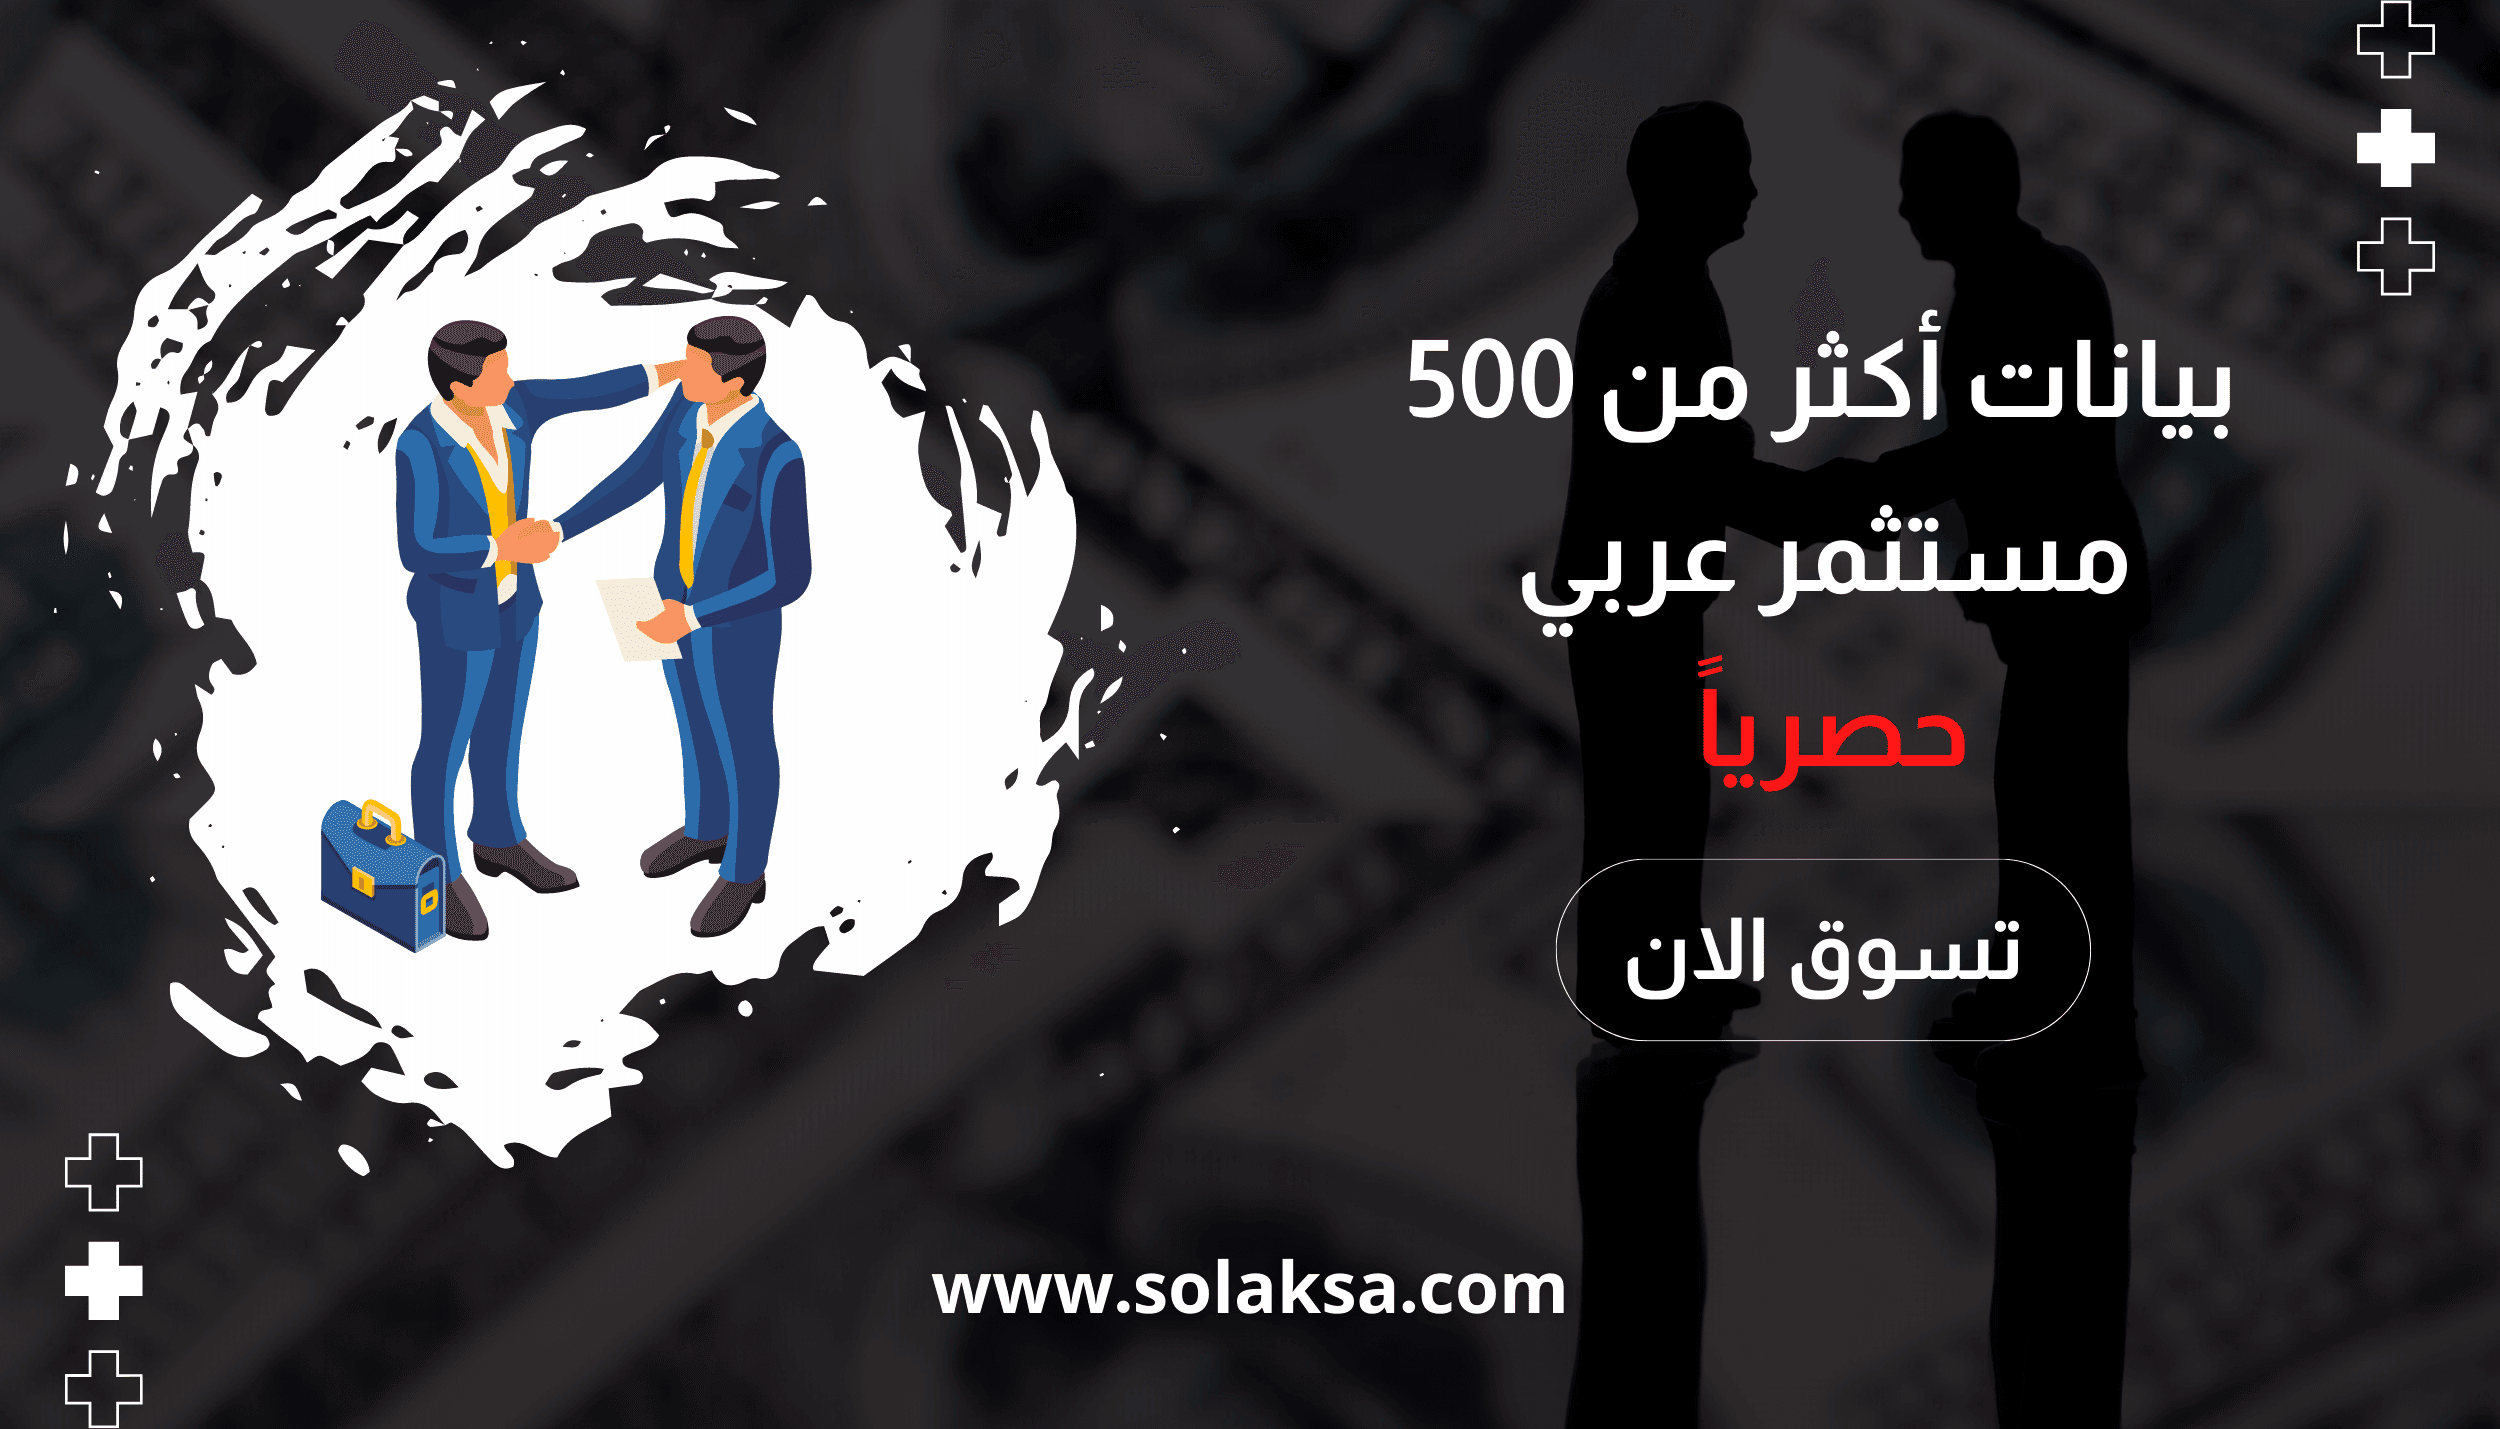 بيانات أكثر من 500
مستثمر عربي
حصرياً
تسوق الان
www.solaksa.com